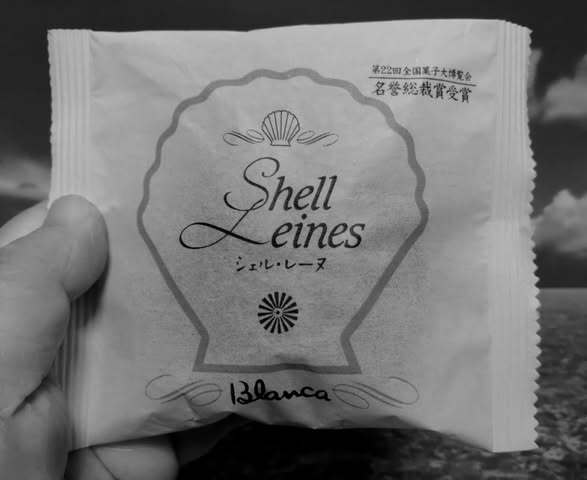 第22回全国菓子大博覧会
名誉総裁賞受賞
Shell
Leines
シェル・レーヌ
Blanca